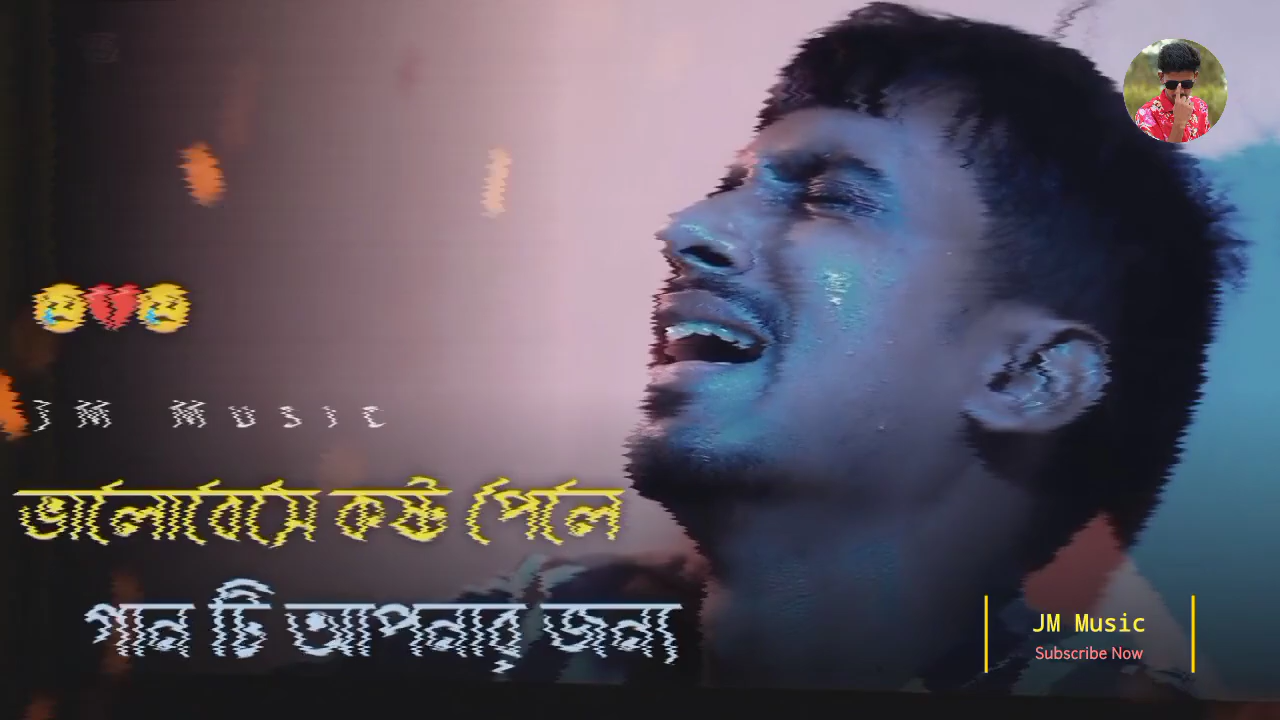 😢💔😢
JM Music
ভালোবেসে কষ্ট পেলে
গান টি আপনার জন্য
JM Music
Subscribe Now